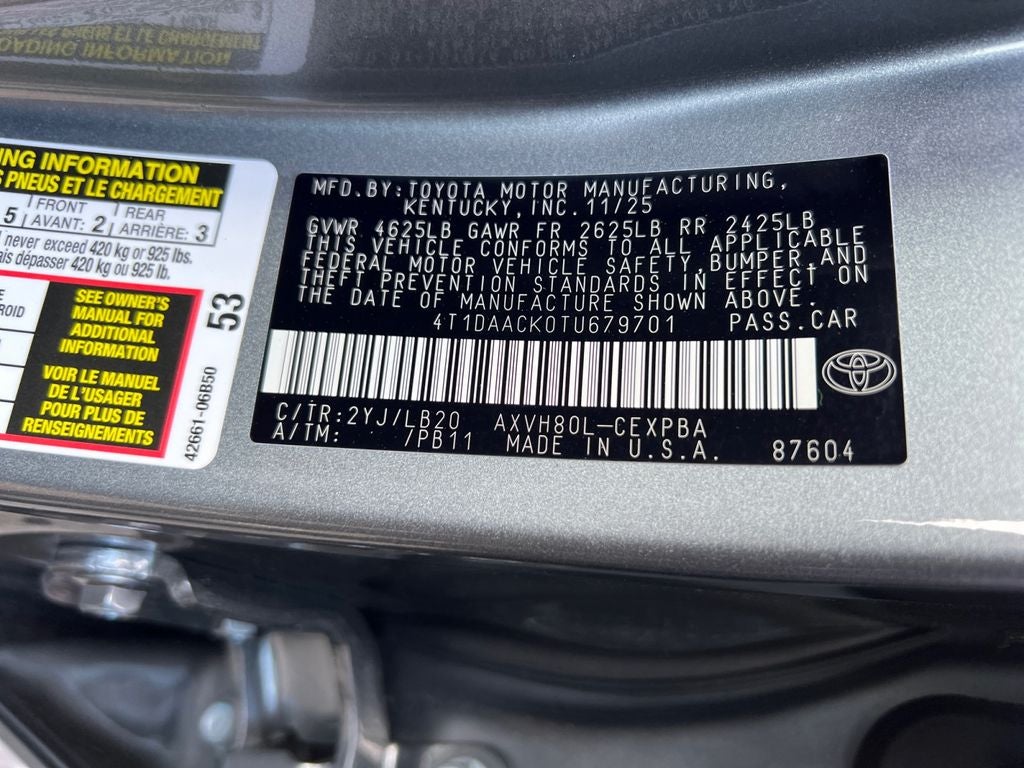 NG INFORMATION
S PNEUS ET LE CHARGEMENT
5 FRONT AVANT: 2 REAR ARRIÈRE: 3
never exceed 420 kg or 925 lbs.
ais dépasser 420 kg ou 925 lb.
E
ROID
SEE OWNER'S
MANUAL FOR
ADDITIONAL
INFORMATION
VOIR LE MANUEL
DE L'USAGER
POUR PLUS DE
RENSEIGNEMENTS
53
42661-06B50
MFD.BY:TOYOTA MOTOR MANUFACTURING,
KENTUCKY, INC.11/25
GVWR 4625LB GAWR FR 2625LB RR 2425LB
THIS VEHICLE CONFORMS TO ALL APPLICABLE
FEDERAL MOTOR VEHICLE SAFETY,BUMPER,AND
THEFT PREVENTION STANDARDS IN EFFECT ON
THE DATE OF MANUFACTURE SHOWN ABOVE.
4T1DAACK0TU679701 PASS.CAR
C/TR:2YJ/LB20 AXVH80L-CEXPBA
A/TM: /PB11 MADE IN U.S.A. 87604